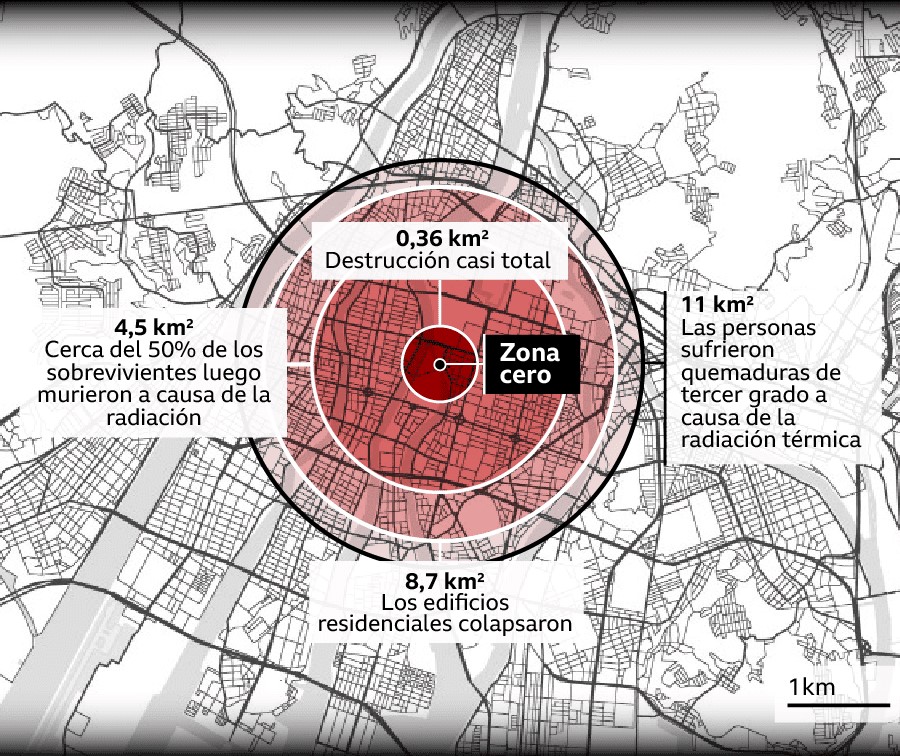 0,36 km²
Destrucción casi total
4,5 km²
Cerca del 50% de los
sobrevivientes luego
murieron a causa de la
radiación
Zona
cero
11 km²
Las personas
sufrieron
quemaduras de
tercer grado a
causa de la
radiación térmica
8,7 km²
Los edificios
residenciales colapsaron
1km